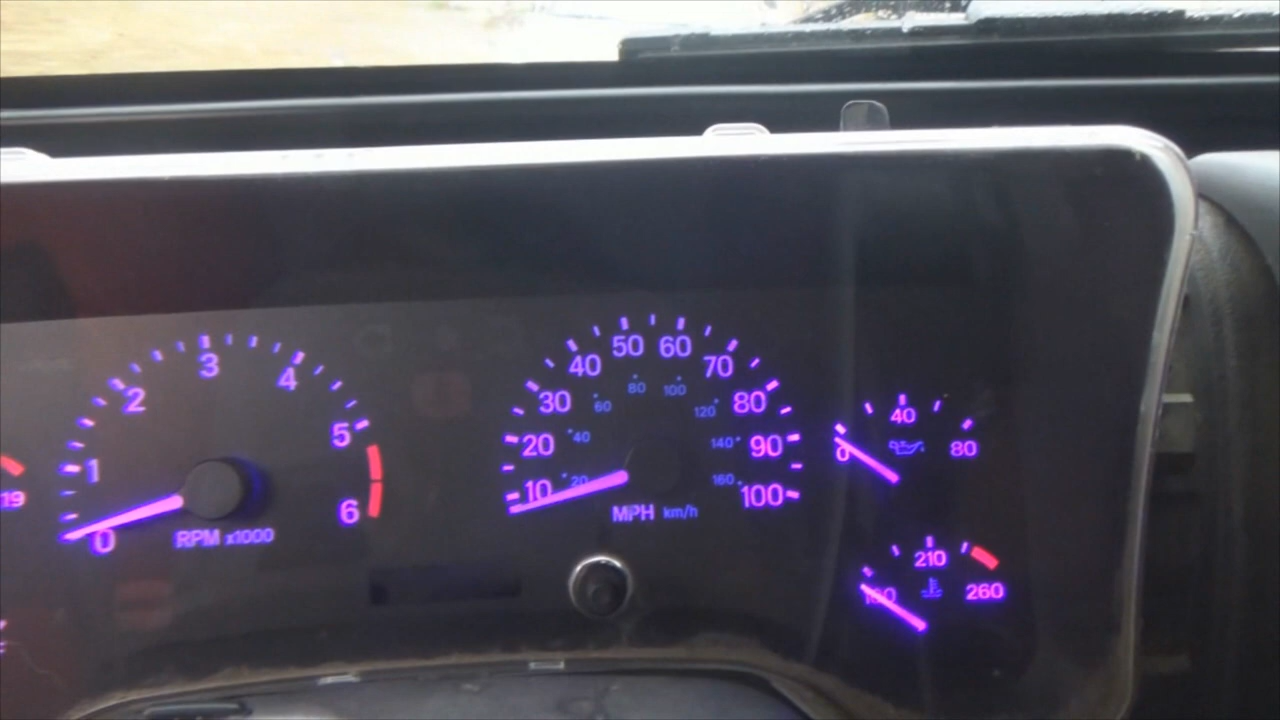 0 1 2 3 4 5 6
RPM x1000
10 20 30 40 50 60 70 80 90 100
20 40 60 80 100 120 140 160
MPH km/h
0 40 80
210 260
19